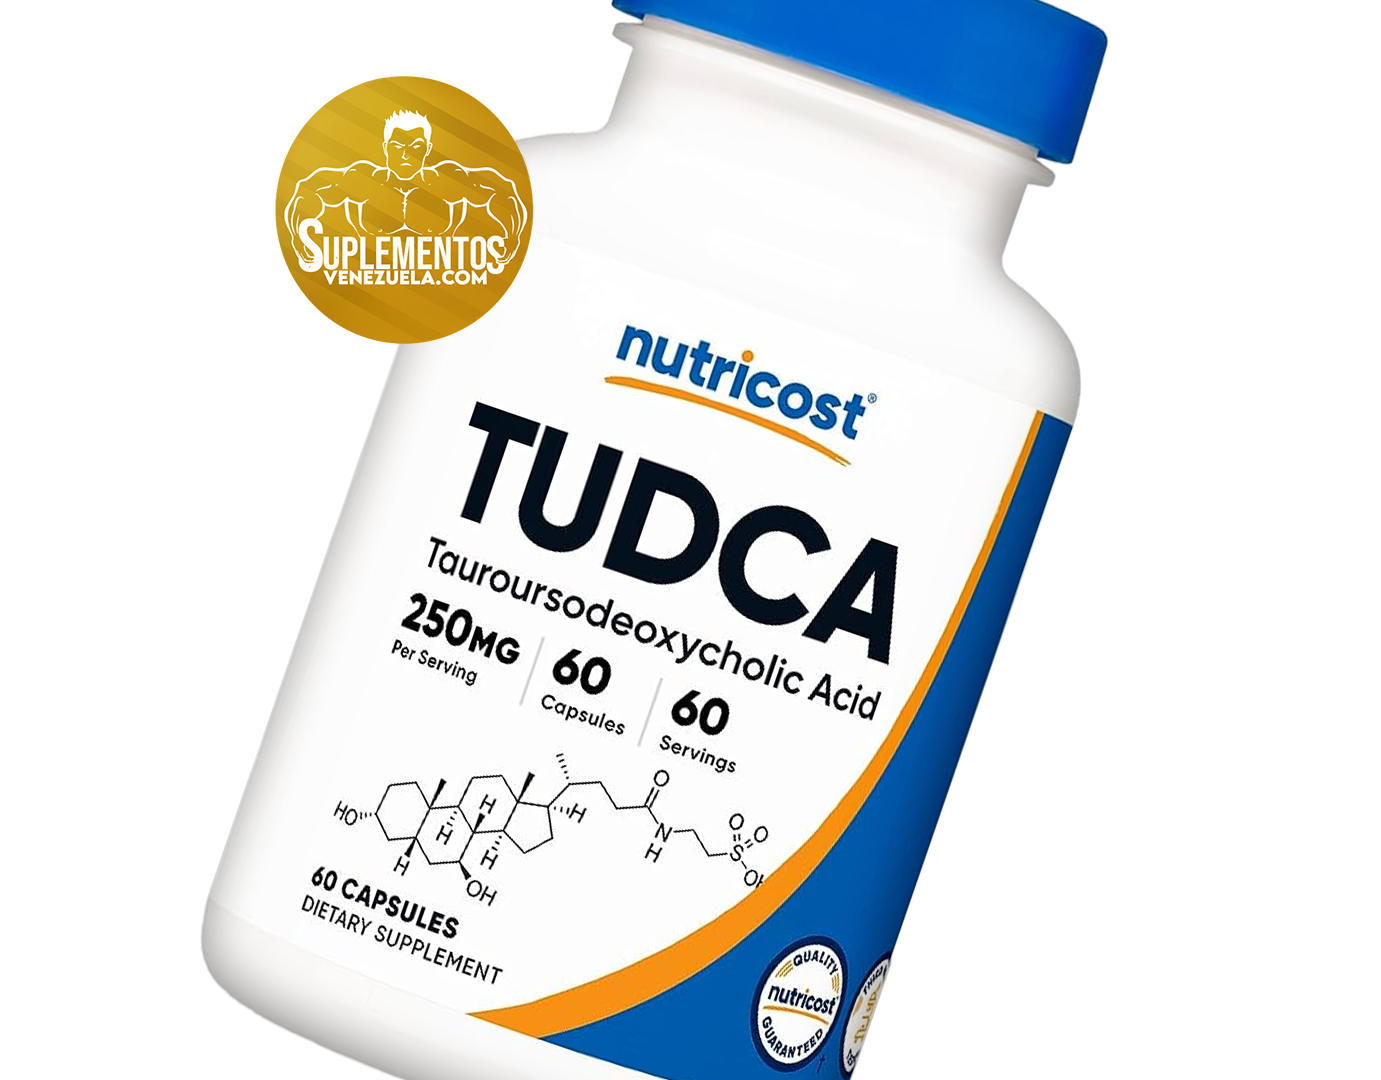 SUPLEMENTOS
VENEZUELA.COM
nutricost®
TUDCA
Tauroursodeoxycholic Acid
250MG
Per Serving
60
Capsules
60
Servings
HO
H
H
H
H
OH
H
O
N
H
O O
S
OH
60 CAPSULES
DIETARY SUPPLEMENT
QUALITY
nutricost
GUARANTEED
†